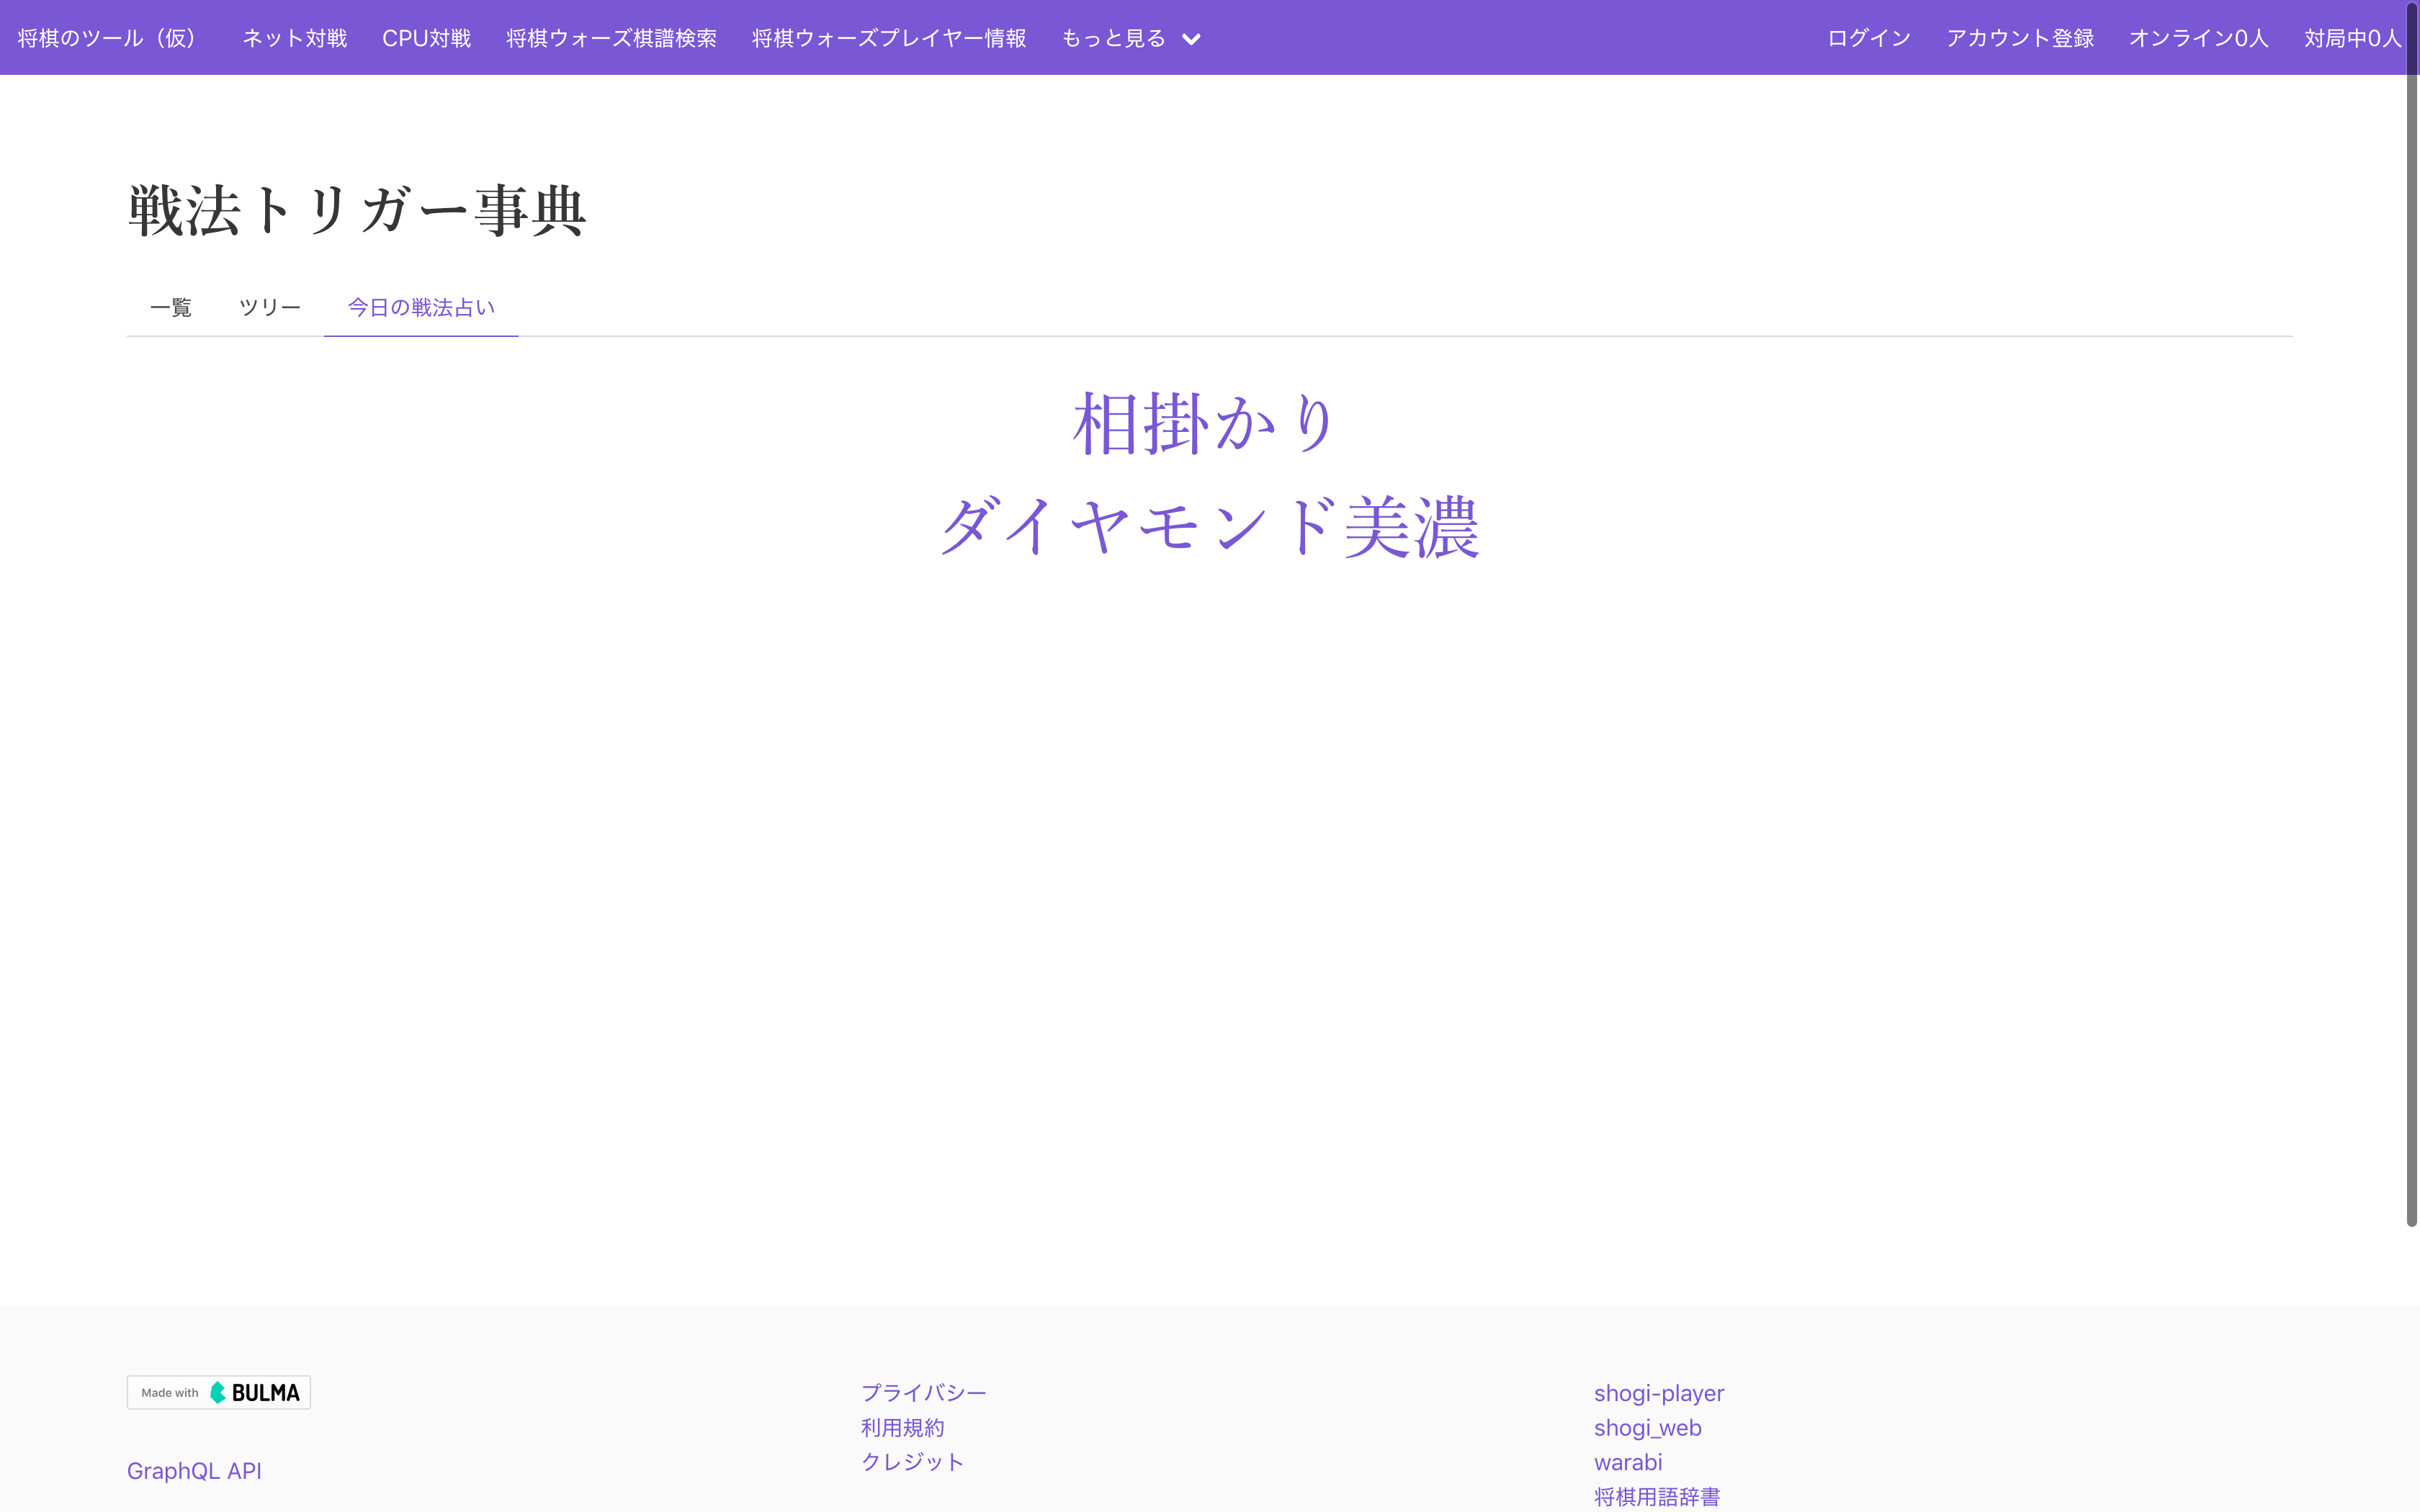 将棋のツール（仮） ネット対戦 CPU対戦 将棋ウォーズ棋譜検索 将棋ウォーズプレイヤー情報 もっと見る ログイン アカウント登録 オンライン0人 対局中0人
戦法トリガー事典
一覧 ツリー 今日の戦法占い
相掛かり
ダイヤモンド美濃
Made with BULMA
GraphQL API
プライバシー
利用規約
クレジット
shogi-player
shogi_web
warabi
将棋用語辞書